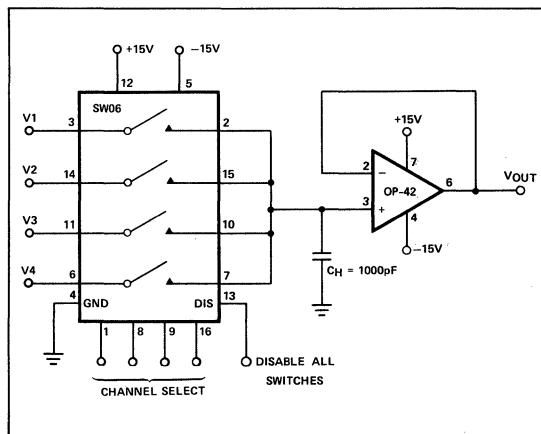 +15V
−15V
12
5
SW06
V1
3
2
V2
14
15
V3
11
10
V4
6
7
4
GND
DIS
13
1
8
9
16
CHANNEL SELECT
DISABLE ALL
SWITCHES
CH = 1000pF
+15V
2
−
7
OP-42
6
VOUT
3
+
4
−15V